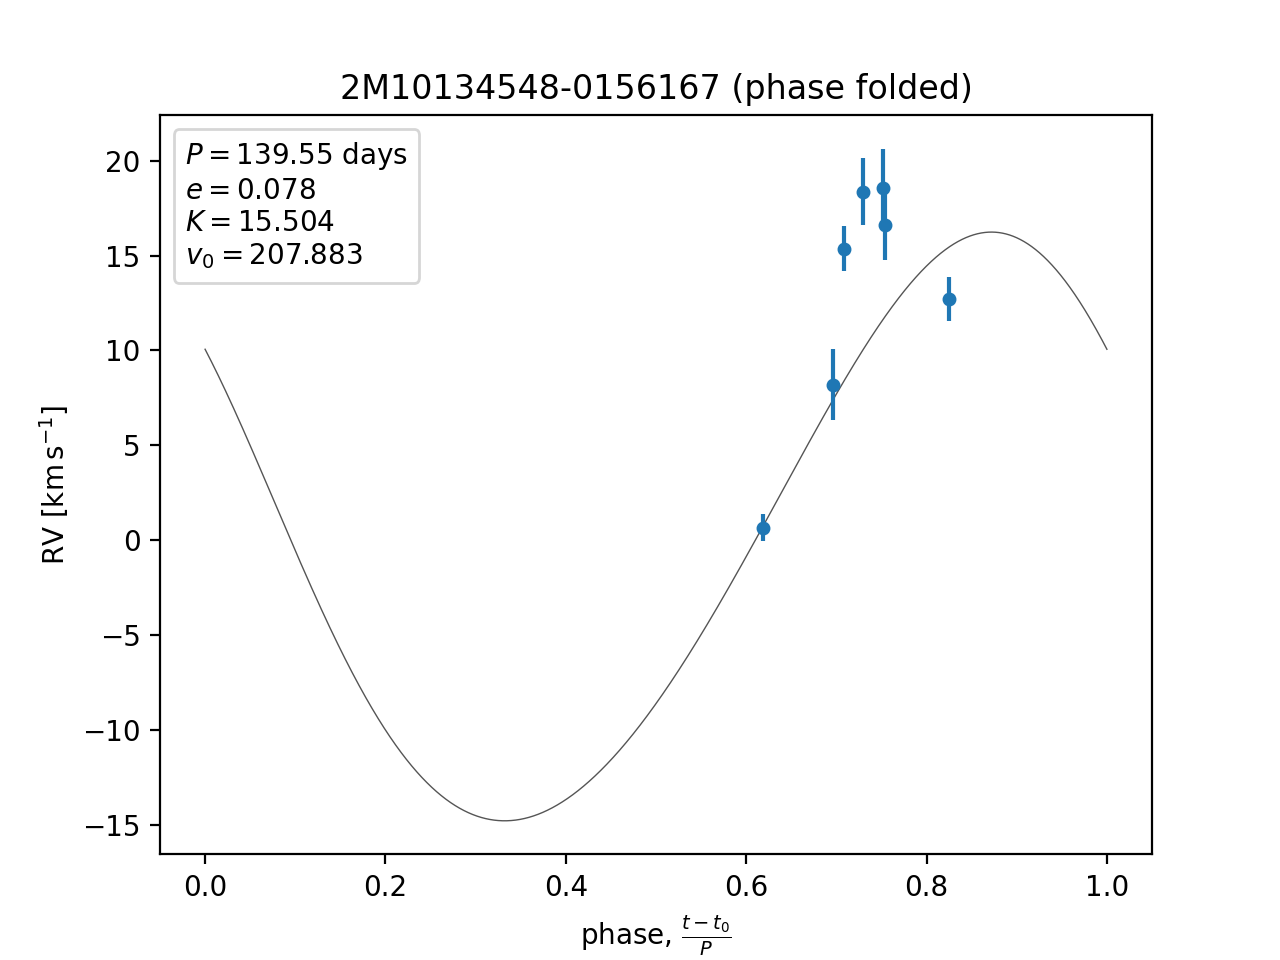 2M10134548-0156167 (phase folded)
P = 139.55 days
e = 0.078
K = 15.504
v₀ = 207.883
RV [km s⁻¹]
20
15
10
5
0
−5
−10
−15
0.0 0.2 0.4 0.6 0.8 1.0
phase, (t − t₀)/P